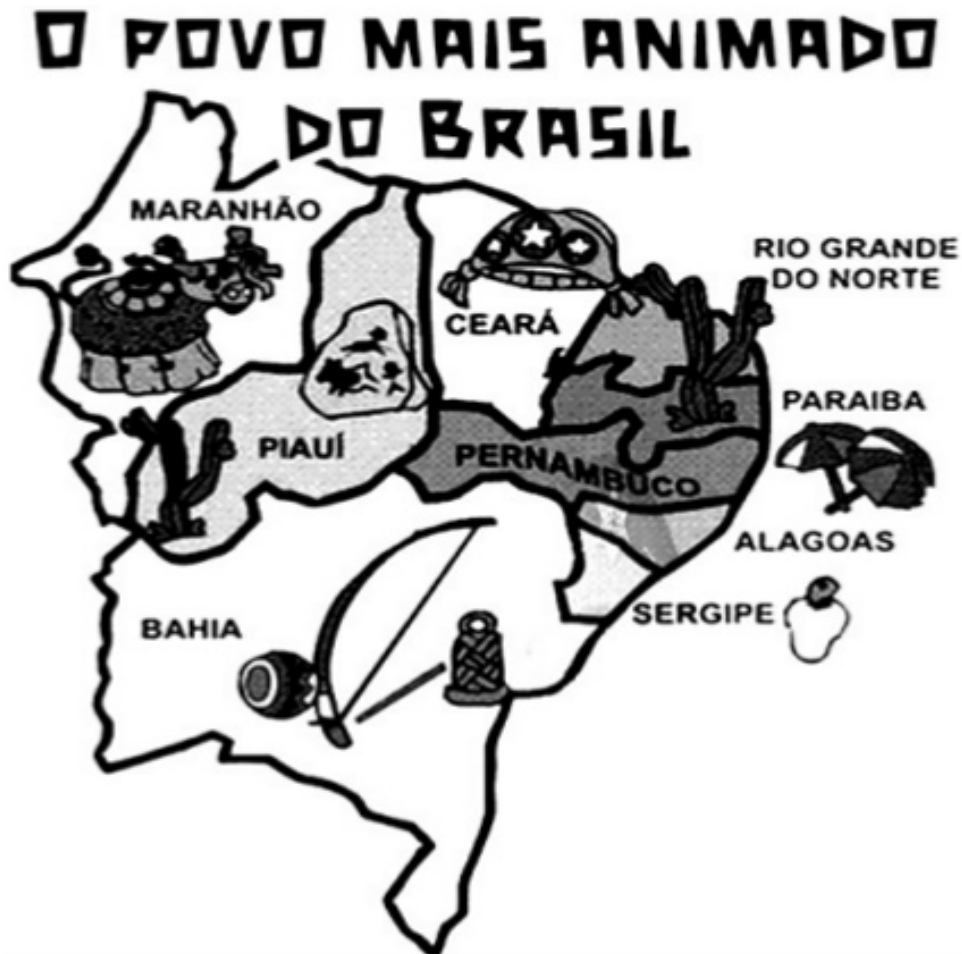 O POVO MAIS ANIMADO
DO BRASIL
MARANHÃO
RIO GRANDE
DO NORTE
CEARÁ
PARAIBA
PIAUÍ
PERNAMBUCO
ALAGOAS
SERGIPE
BAHIA